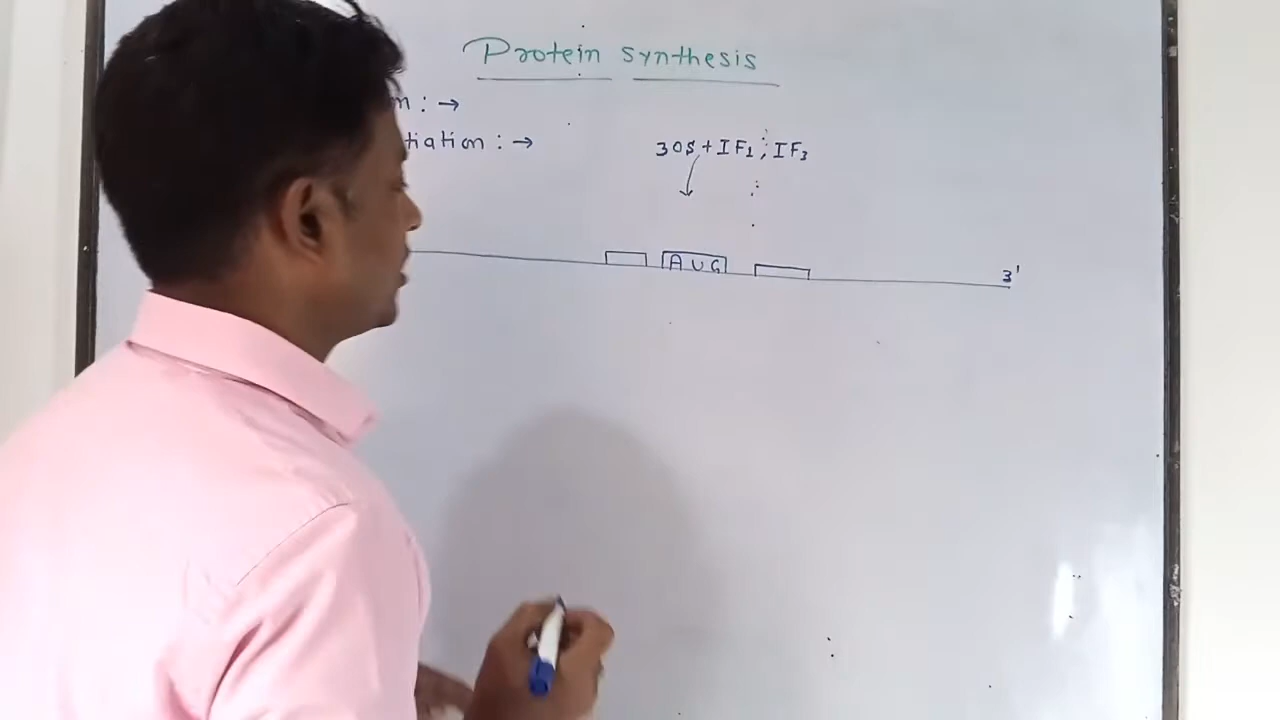 Protein synthesis
m : →
tiation : →
30S + IF1, IF3
AUG
3'